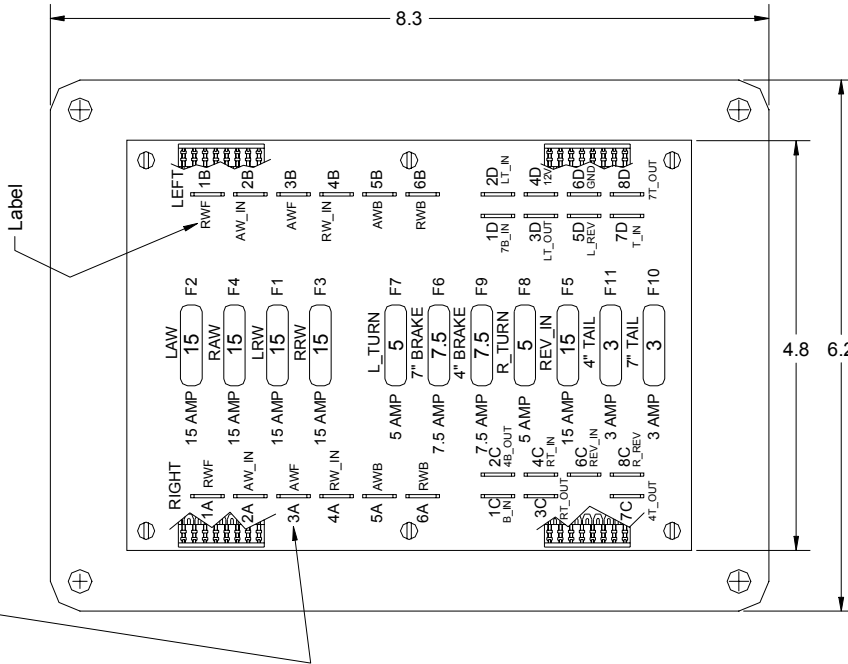 8.3
Label
LEFT
1B RWF
2B AW_IN
3B AWF
4B RW_IN
5B AWB
6B RWB
2D LT_IN
4D 12V
6D GND
8D 7T_OUT
1D 7B_IN
3D LT_OUT
5D L_REV
7D T_IN
LAW 15 F2 15 AMP
RAW 15 F4 15 AMP
LRW 15 F1 15 AMP
RRW 15 F3 15 AMP
L_TURN 5 F7 5 AMP
7" BRAKE 7.5 F6 7.5 AMP
4" BRAKE 7.5 F9 7.5 AMP
R_TURN 5 F8 5 AMP
REV_IN 15 F5 15 AMP
4" TAIL 3 F11 3 AMP
7" TAIL 3 F10 3 AMP
4.8
6.2
RIGHT
1A RWF
2A AW_IN
3A AWF
4A RW_IN
5A AWB
6A RWB
2C 4B_OUT
4C RT_IN
6C REV_IN
8C R_REV
1C B_IN
3C RT_OUT
7C 4T_OUT